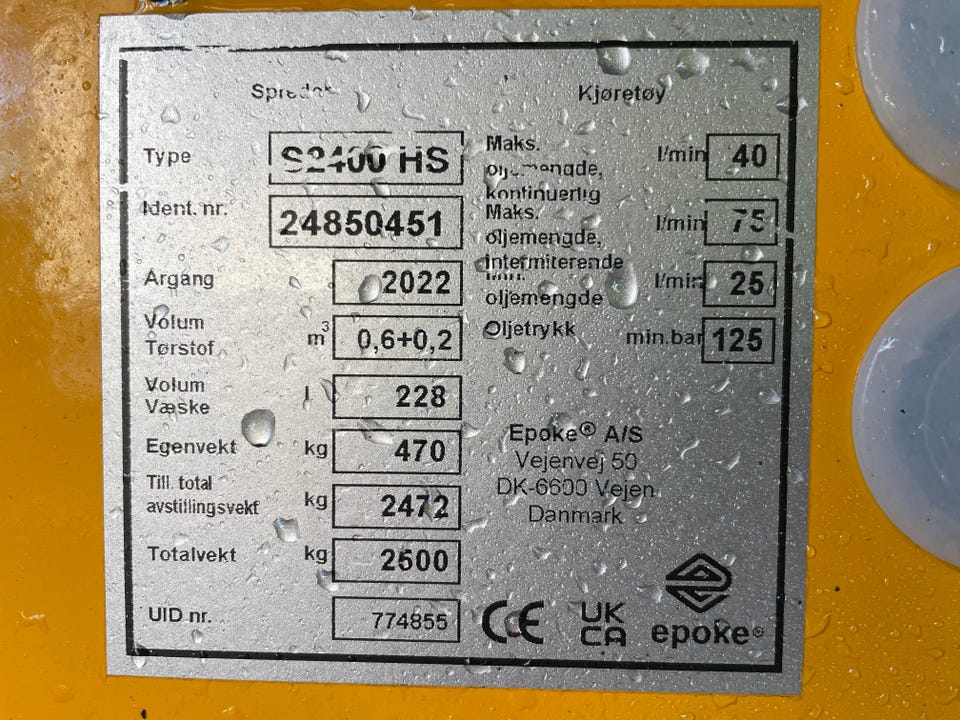 Kjøretøy
Type S2400 HS
Ident. nr. 24850451
Årgang 2022
Volum
Tørstof m³ 0,6+0,2
Volum
Væske l 228
Egenvekt kg 470
Till. total
avstillingsvekt kg 2472
Totalvekt kg 2500
UID nr. 774855
Maks.
oljemengde,
kontinuerlig l/min 40
Maks.
oljemengde,
intermiterende l/min 75
Min.
oljemengde l/min 25
Oljetrykk min.bar 125
Epoke® A/S
Vejenvej 50
DK-6600 Vejen
Danmark
CE
UK
CA
epoke®